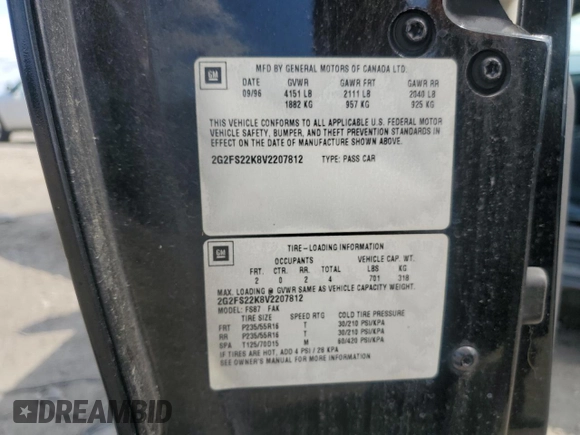 GM
MFD BY GENERAL MOTORS OF CANADA LTD.
DATE GVWR GAWR FRT GAWR RR
09/96 4151 LB 2111 LB 2040 LB
1882 KG 957 KG 925 KG
THIS VEHICLE CONFORMS TO ALL APPLICABLE U.S. FEDERAL MOTOR
VEHICLE SAFETY, BUMPER, AND THEFT PREVENTION STANDARDS IN
EFFECT ON THE DATE OF MANUFACTURE SHOWN ABOVE.
2G2FS22K8V2207812 TYPE: PASS CAR
GM
TIRE-LOADING INFORMATION
OCCUPANTS VEHICLE CAP. WT.
FRT. CTR. RR. TOTAL LBS KG
2 0 2 4 701 318
MAX. LOADING @ GVWR SAME AS VEHICLE CAPACITY WEIGHT.
2G2FS22K8V2207812
MODEL: FS87 FAK
TIRE SIZE SPEED RTG COLD TIRE PRESSURE
FRT P235/55R16 T 30/210 PSI/KPA
RR P235/55R16 T 30/210 PSI/KPA
SPA T125/70D15 M 60/420 PSI/KPA
IF TIRES ARE HOT, ADD 4 PSI / 28 KPA
SEE OWNER'S MANUAL FOR MORE INFORMATION
DREAMBID